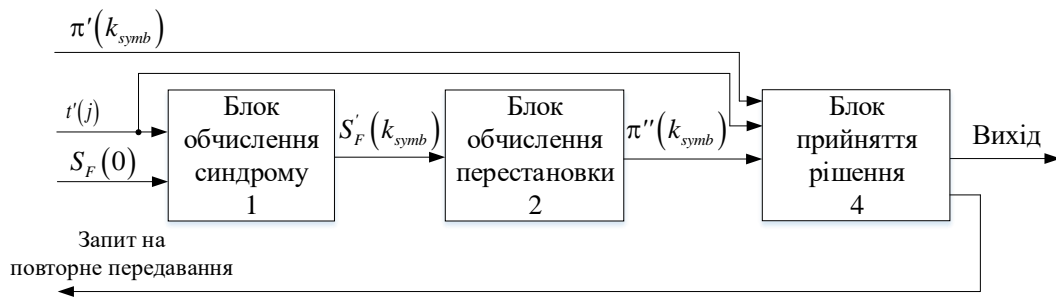 π'(k_symb)
t'(j)
S_F(0)
Блок
обчислення
синдрому
1
S'_F(k_symb)
Блок
обчислення
перестановки
2
π''(k_symb)
Блок
прийняття
рішення
4
Вихід
Запит на
повторне передавання